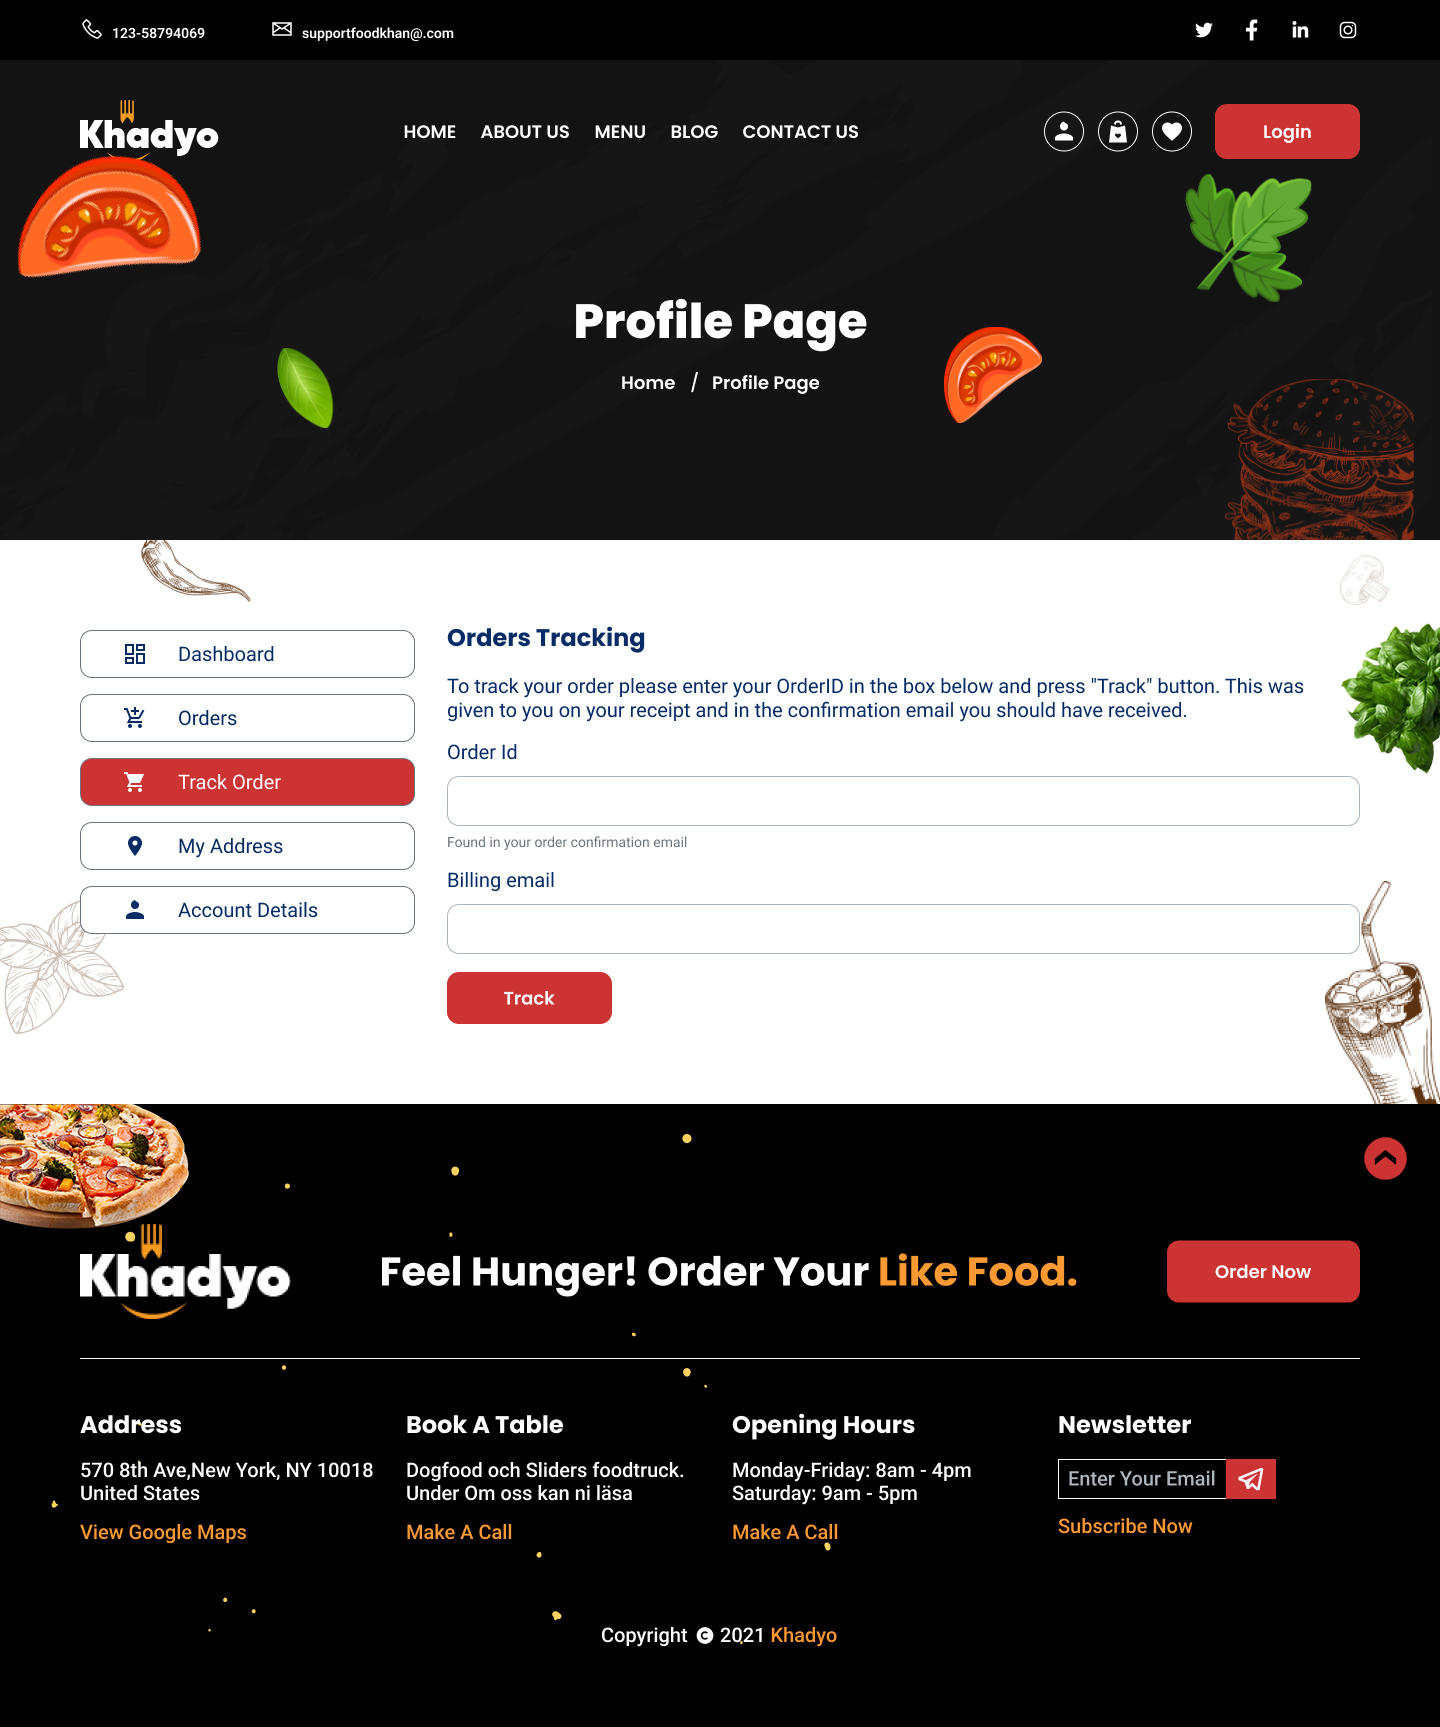 123-58794069
supportfoodkhan@.com
Khadyo
HOME ABOUT US MENU BLOG CONTACT US
Login
Profile Page
Home / Profile Page
Dashboard
Orders
Track Order
My Address
Account Details
Orders Tracking
To track your order please enter your OrderID in the box below and press "Track" button. This was
given to you on your receipt and in the confirmation email you should have received.
Order Id
Found in your order confirmation email
Billing email
Track
Khadyo
Feel Hunger! Order Your Like Food.
Order Now
Address
570 8th Ave,New York, NY 10018
United States
View Google Maps
Book A Table
Dogfood och Sliders foodtruck.
Under Om oss kan ni läsa
Make A Call
Opening Hours
Monday-Friday: 8am - 4pm
Saturday: 9am - 5pm
Make A Call
Newsletter
Enter Your Email
Subscribe Now
Copyright © 2021 Khadyo